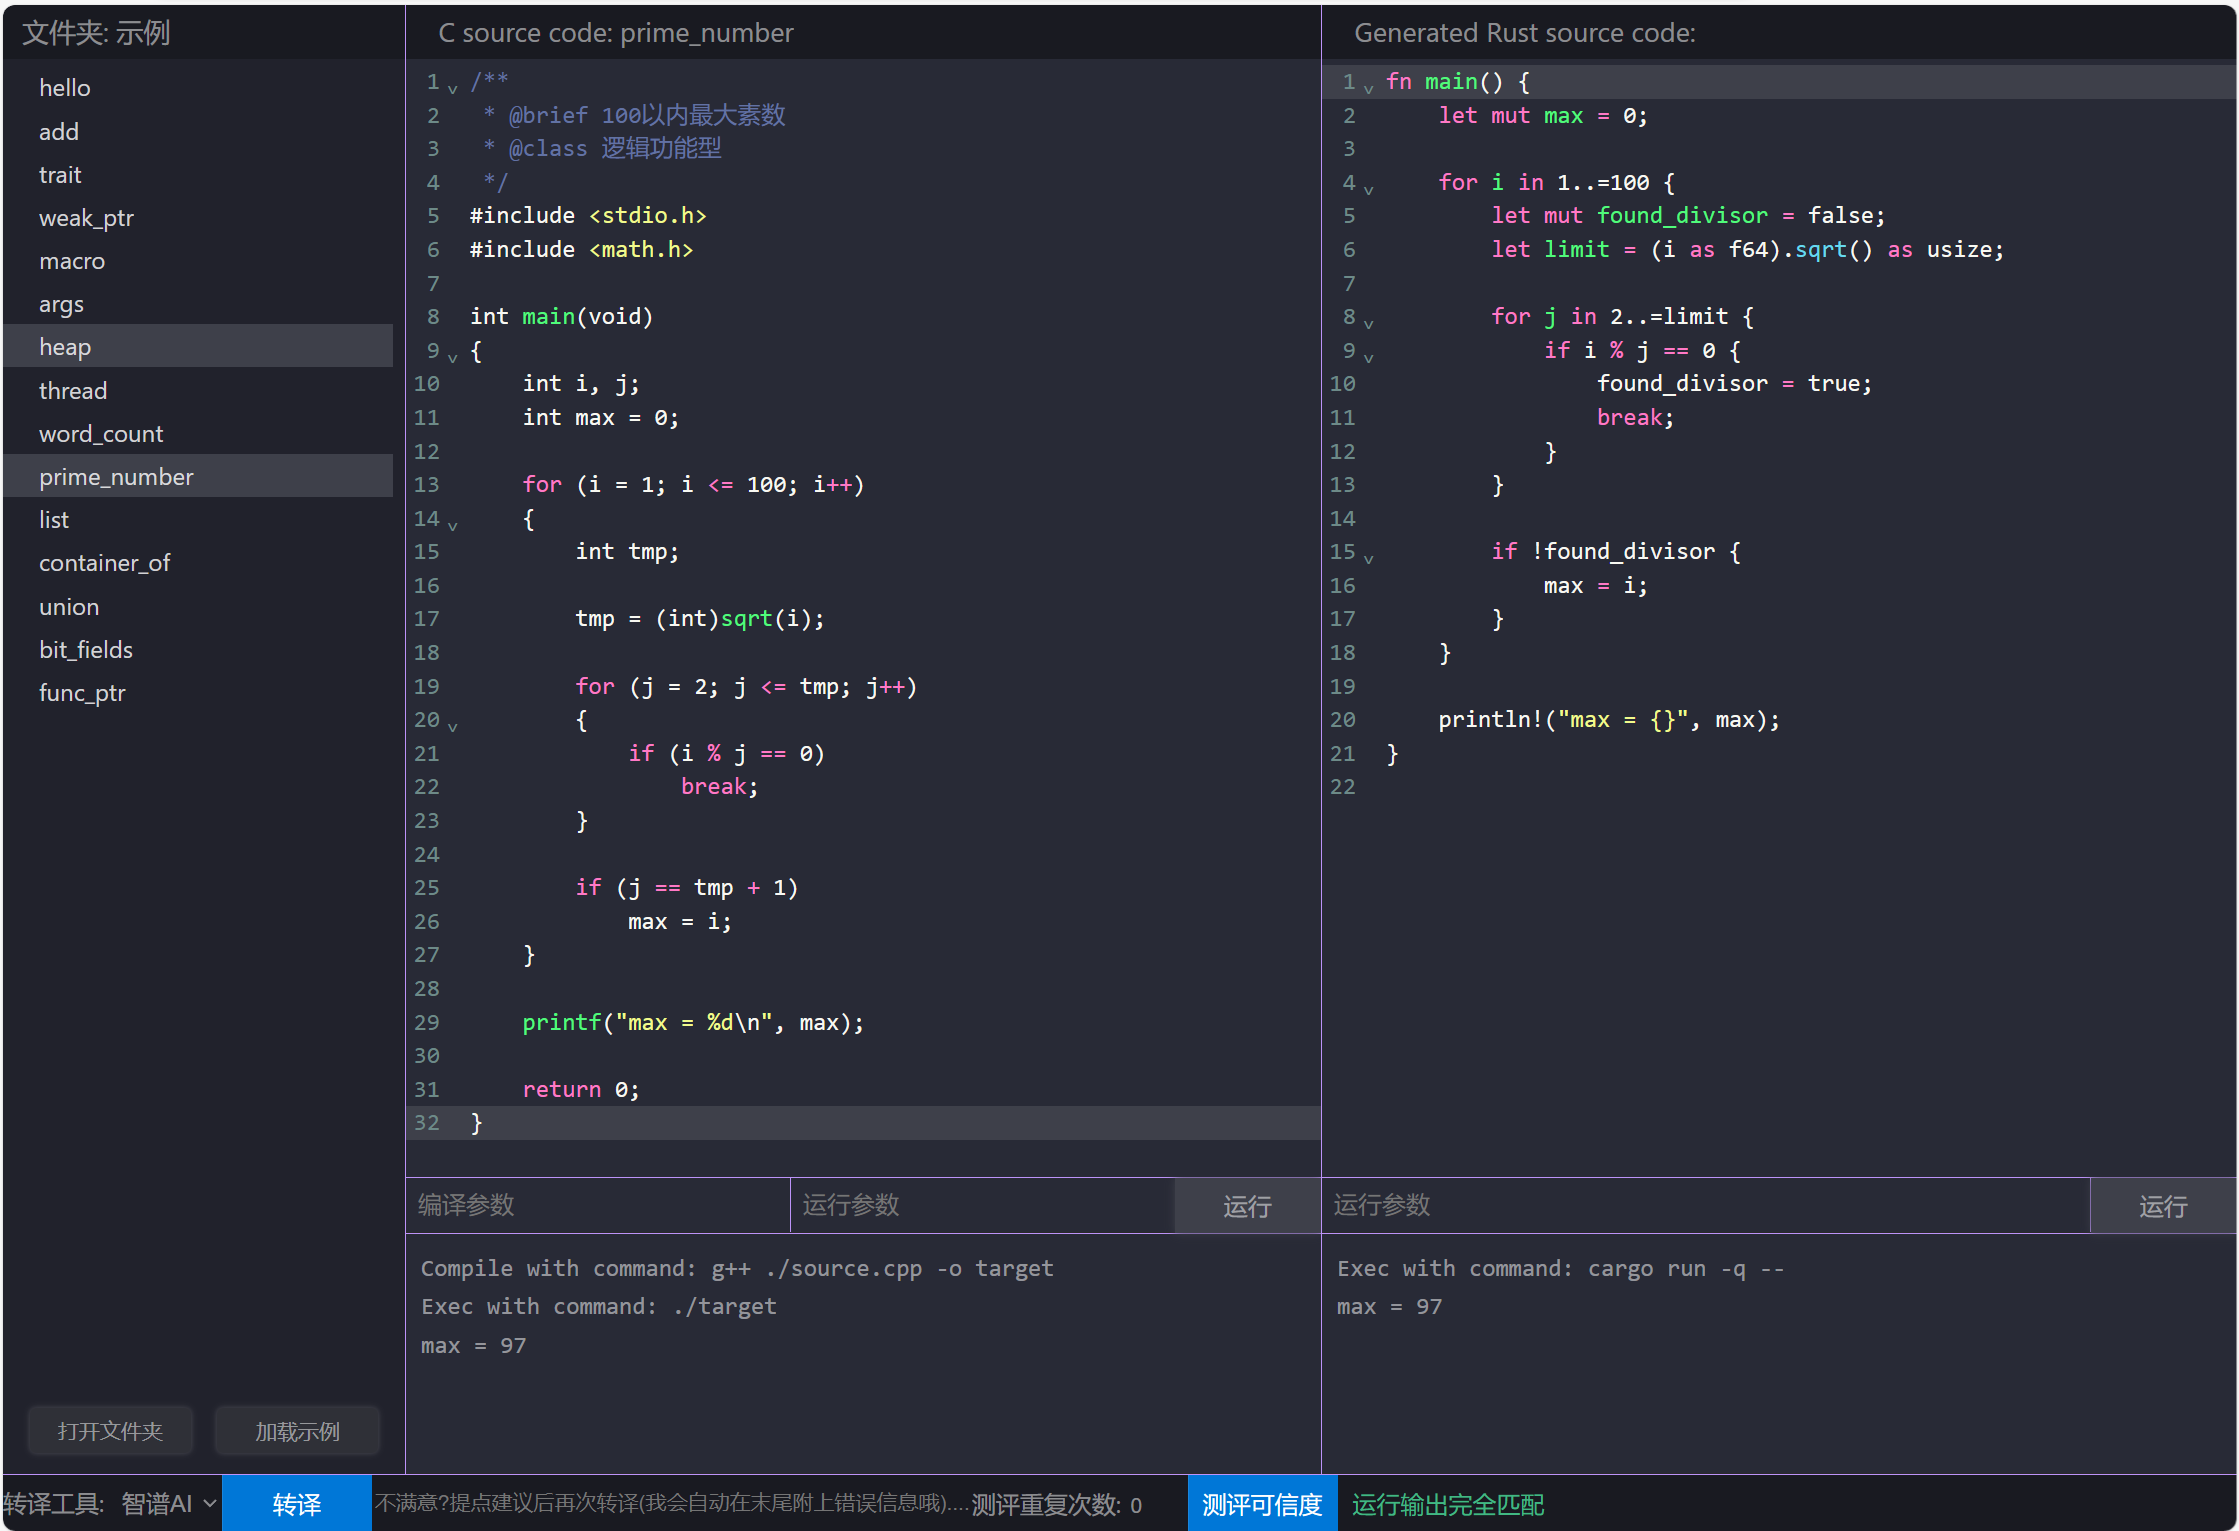 文件夹: 示例
hello
add
trait
weak_ptr
macro
args
heap
thread
word_count
prime_number
list
container_of
union
bit_fields
func_ptr
打开文件夹 加载示例
C source code: prime_number
1 /**
2  * @brief 100以内最大素数
3  * @class 逻辑功能型
4  */
5 #include <stdio.h>
6 #include <math.h>
7
8 int main(void)
9 {
10     int i, j;
11     int max = 0;
12
13     for (i = 1; i <= 100; i++)
14     {
15         int tmp;
16
17         tmp = (int)sqrt(i);
18
19         for (j = 2; j <= tmp; j++)
20         {
21             if (i % j == 0)
22                 break;
23         }
24
25         if (j == tmp + 1)
26             max = i;
27     }
28
29     printf("max = %d\n", max);
30
31     return 0;
32 }
编译参数 运行参数 运行
Compile with command: g++ ./source.cpp -o target
Exec with command: ./target
max = 97
Generated Rust source code:
1 fn main() {
2     let mut max = 0;
3
4     for i in 1..=100 {
5         let mut found_divisor = false;
6         let limit = (i as f64).sqrt() as usize;
7
8         for j in 2..=limit {
9             if i % j == 0 {
10                 found_divisor = true;
11                 break;
12             }
13         }
14
15         if !found_divisor {
16             max = i;
17         }
18     }
19
20     println!("max = {}", max);
21 }
22
运行参数 运行
Exec with command: cargo run -q --
max = 97
转译工具: 智谱AI 转译 不满意?提点建议后再次转译(我会自动在末尾附上错误信息哦).... 测评重复次数: 0 测评可信度 运行输出完全匹配